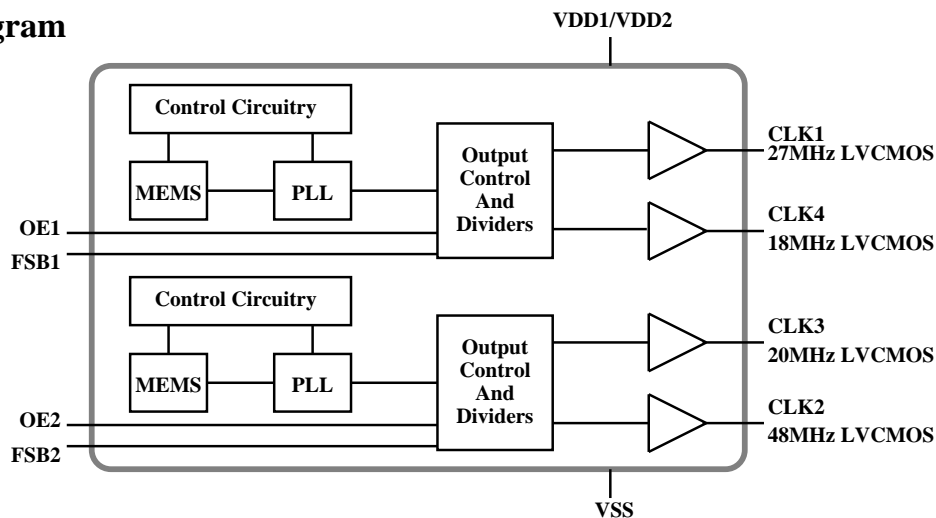 gram
VDD1/VDD2
Control Circuitry
MEMS
PLL
Output
Control
And
Dividers
CLK1
27MHz LVCMOS
CLK4
18MHz LVCMOS
OE1
FSB1
Control Circuitry
MEMS
PLL
Output
Control
And
Dividers
CLK3
20MHz LVCMOS
CLK2
48MHz LVCMOS
OE2
FSB2
VSS